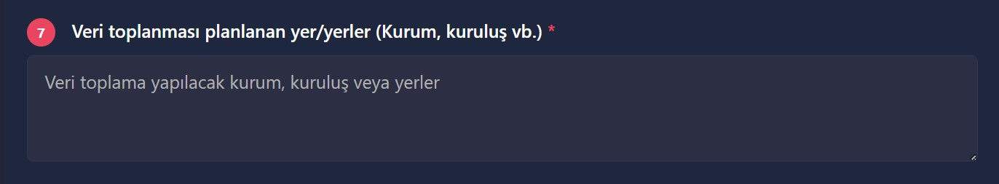 7 Veri toplanması planlanan yer/yerler (Kurum, kuruluş vb.) *
Veri toplama yapılacak kurum, kuruluş veya yerler